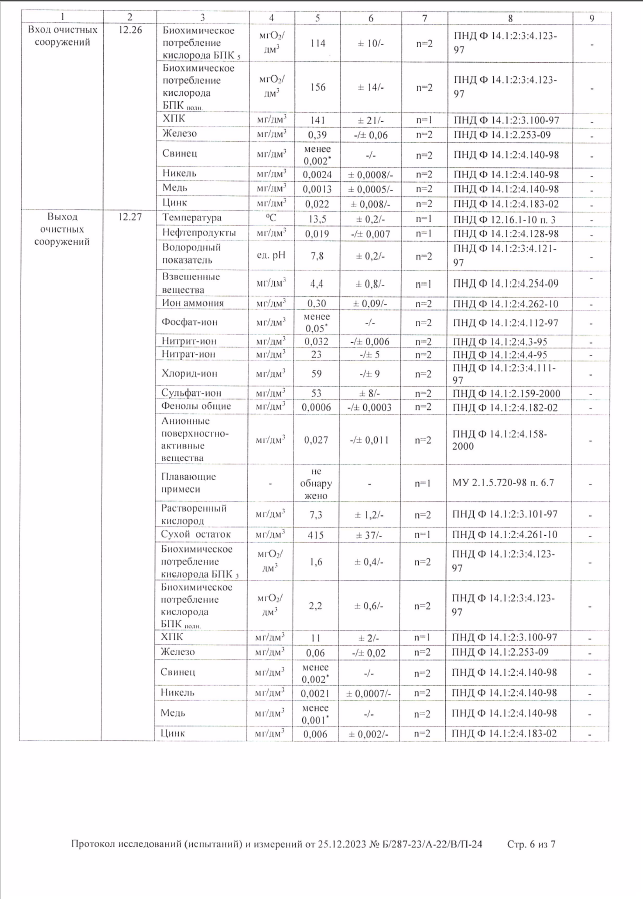 1 2 3 4 5 6 7 8 9
Вход очистных сооружений 12.26 Биохимическое потребление кислорода БПК 5 мгО₂/дм³ 114 ± 10/- n=2 ПНД Ф 14.1:2:3:4.123-97 -
Биохимическое потребление кислорода БПК полн. мгО₂/дм³ 156 ± 14/- n=2 ПНД Ф 14.1:2:3:4.123-97 -
ХПК мг/дм³ 141 ± 21/- n=1 ПНД Ф 14.1:2:3.100-97 -
Железо мг/дм³ 0,39 -/± 0,06 n=2 ПНД Ф 14.1:2.253-09 -
Свинец мг/дм³ менее 0,002* -/- n=2 ПНД Ф 14.1:2:4.140-98 -
Никель мг/дм³ 0,0024 ± 0,0008/- n=2 ПНД Ф 14.1:2:4.140-98 -
Медь мг/дм³ 0,0013 ± 0,0005/- n=2 ПНД Ф 14.1:2:4.140-98 -
Цинк мг/дм³ 0,022 ± 0,008/- n=2 ПНД Ф 14.1:2:4.183-02 -
Выход очистных сооружений 12.27 Температура °С 13,5 ± 0,2/- n=1 ПНД Ф 12.16.1-10 п. 3 -
Нефтепродукты мг/дм³ 0,019 -/± 0,007 n=1 ПНД Ф 14.1:2:4.128-98 -
Водородный показатель ед. pH 7,8 ± 0,2/- n=2 ПНД Ф 14.1:2:3:4.121-97 -
Взвешенные вещества мг/дм³ 4,4 ± 0,8/- n=1 ПНД Ф 14.1:2:4.254-09 -
Ион аммония мг/дм³ 0,30 ± 0,09/- n=2 ПНД Ф 14.1:2:4.262-10 -
Фосфат-ион мг/дм³ менее 0,05* -/- n=2 ПНД Ф 14.1:2:4.112-97 -
Нитрит-ион мг/дм³ 0,032 -/± 0,006 n=2 ПНД Ф 14.1:2:4.3-95 -
Нитрат-ион мг/дм³ 23 -/± 5 n=2 ПНД Ф 14.1:2:4.4-95 -
Хлорид-ион мг/дм³ 59 -/± 9 n=2 ПНД Ф 14.1:2:3:4.111-97 -
Сульфат-ион мг/дм³ 53 ± 8/- n=2 ПНД Ф 14.1:2.159-2000 -
Фенолы общие мг/дм³ 0,0006 -/± 0,0003 n=2 ПНД Ф 14.1:2:4.182-02 -
Анионные поверхностно-активные вещества мг/дм³ 0,027 -/± 0,011 n=2 ПНД Ф 14.1:2:4.158-2000 -
Плавающие примеси - не обнаружено - n=1 МУ 2.1.5.720-98 п. 6.7 -
Растворенный кислород мг/дм³ 7,3 ± 1,2/- n=2 ПНД Ф 14.1:2:3.101-97 -
Сухой остаток мг/дм³ 415 ± 37/- n=1 ПНД Ф 14.1:2:4.261-10 -
Биохимическое потребление кислорода БПК 5 мгО₂/дм³ 1,6 ± 0,4/- n=2 ПНД Ф 14.1:2:3:4.123-97 -
Биохимическое потребление кислорода БПК полн. мгО₂/дм³ 2,2 ± 0,6/- n=2 ПНД Ф 14.1:2:3:4.123-97 -
ХПК мг/дм³ 11 ± 2/- n=1 ПНД Ф 14.1:2:3.100-97 -
Железо мг/дм³ 0,06 -/± 0,02 n=2 ПНД Ф 14.1:2.253-09 -
Свинец мг/дм³ менее 0,002* -/- n=2 ПНД Ф 14.1:2:4.140-98 -
Никель мг/дм³ 0,0021 ± 0,0007/- n=2 ПНД Ф 14.1:2:4.140-98 -
Медь мг/дм³ менее 0,001* -/- n=2 ПНД Ф 14.1:2:4.140-98 -
Цинк мг/дм³ 0,006 ± 0,002/- n=2 ПНД Ф 14.1:2:4.183-02 -
Протокол исследований (испытаний) и измерений от 25.12.2023 № Б/287-23/А-22/В/П-24 Стр. 6 из 7